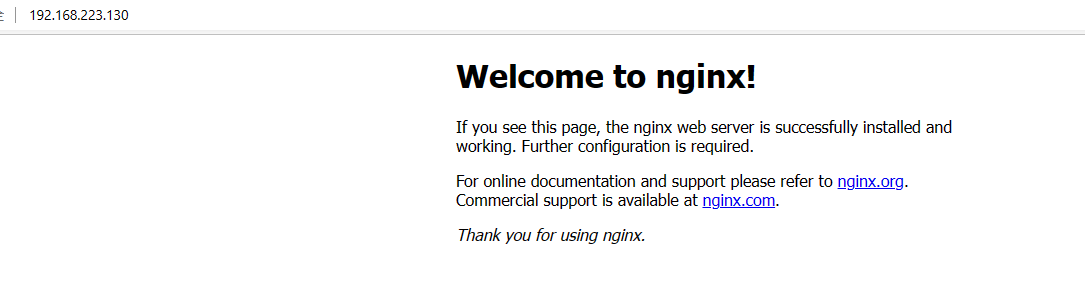 192.168.223.130
Welcome to nginx!
If you see this page, the nginx web server is successfully installed and
working. Further configuration is required.
For online documentation and support please refer to nginx.org.
Commercial support is available at nginx.com.
Thank you for using nginx.